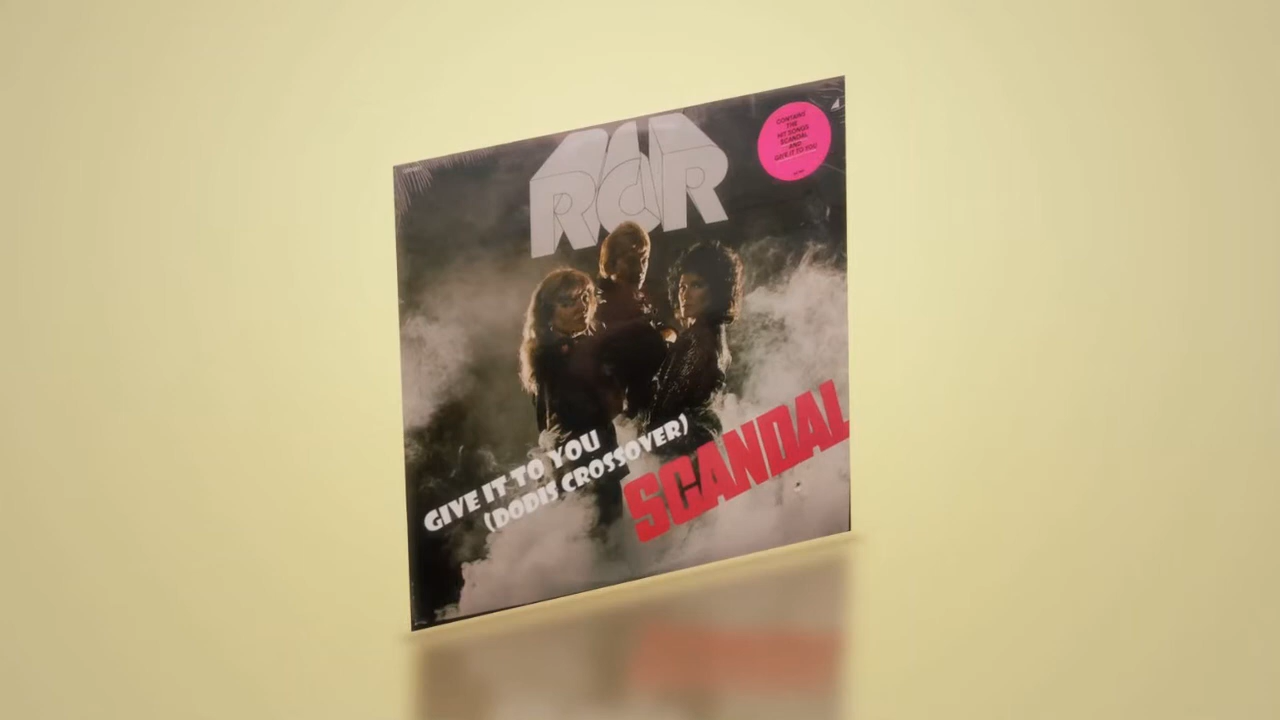 RCR
CONTAINS
THE
HIT SONGS
SCANDAL
AND
GIVE IT TO YOU
GIVE IT TO YOU
(DODIS CROSSOVER)
SCANDAL